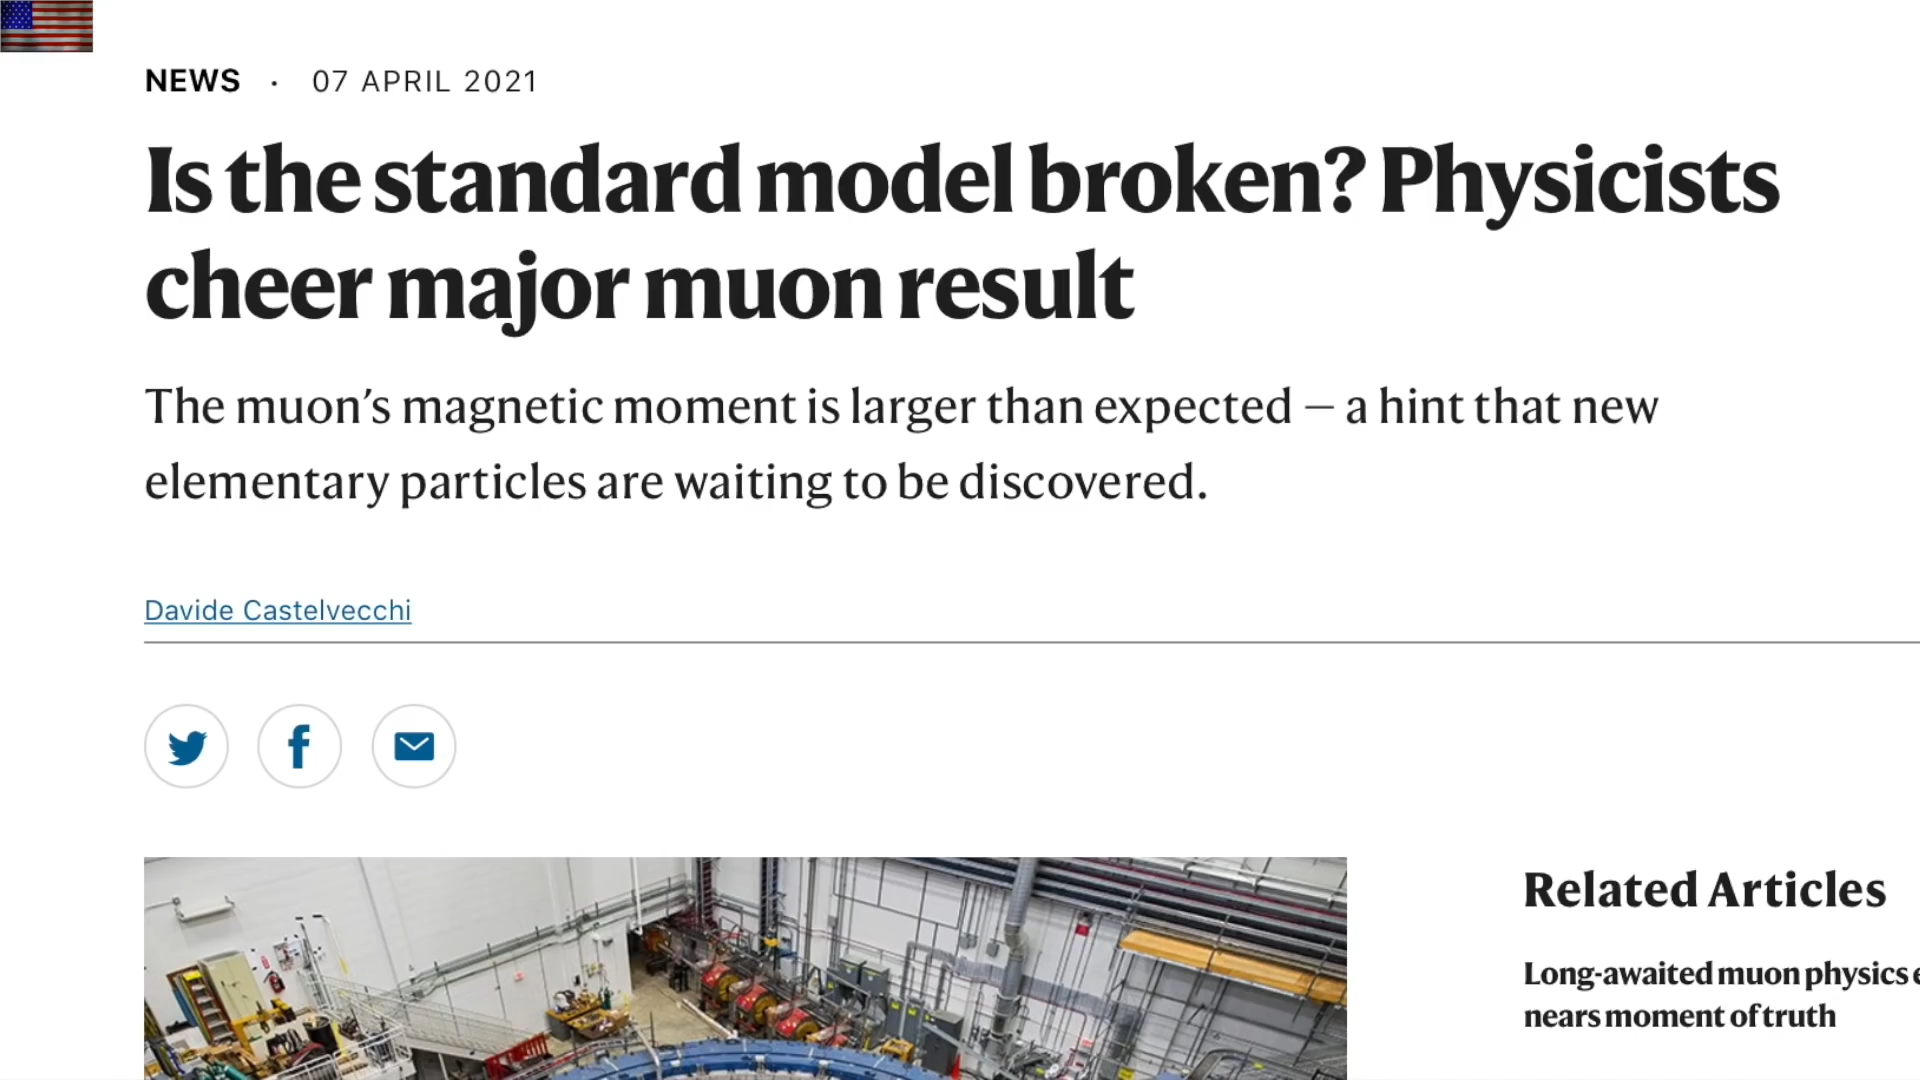 NEWS · 07 APRIL 2021
Is the standard model broken? Physicists
cheer major muon result
The muon’s magnetic moment is larger than expected — a hint that new
elementary particles are waiting to be discovered.
Davide Castelvecchi
Related Articles
Long-awaited muon physics
nears moment of truth